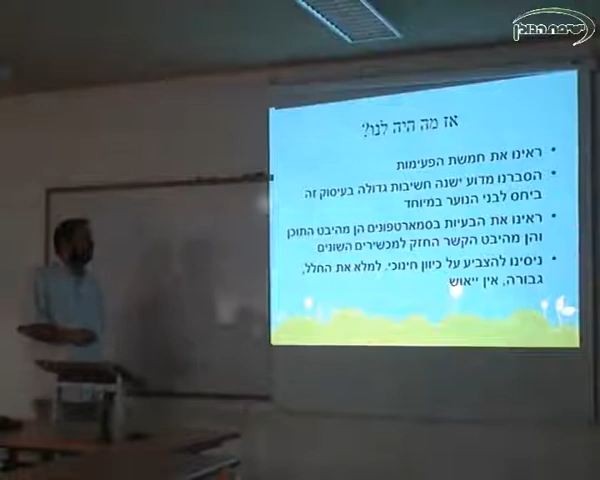 ישיבת הגולן
אז מה היה לנו?
• ראינו את חמשת הפעימות
• הסברנו מדוע ישנה חשיבות גדולה בעיסוק זה
ביחס לבני הנוער במיוחד
• ראינו את הבעיות בסמארטפונים הן מהיבט התוכן
והן מהיבט הקשר החזק למכשירים השונים
• ניסינו להצביע על כיוון חינוכי. למלא את החלל,
גבורה, אין ייאוש